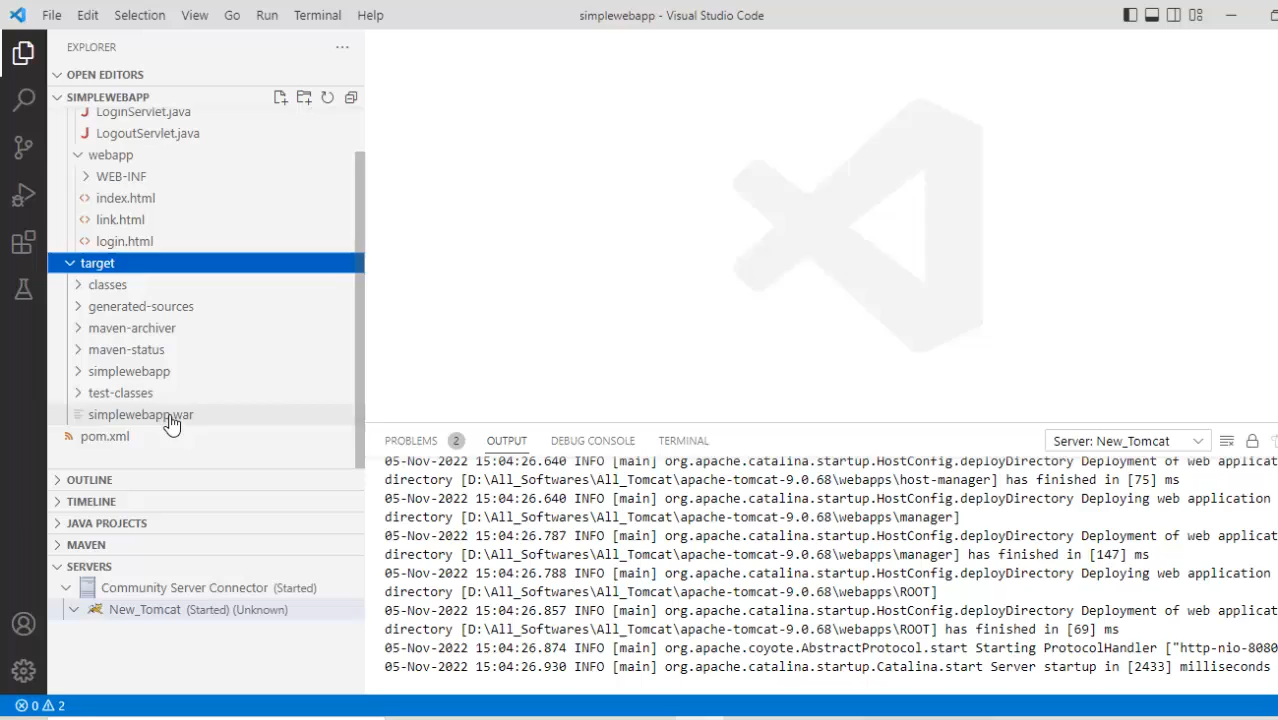 File Edit Selection View Go Run Terminal Help
simplewebapp - Visual Studio Code
EXPLORER
OPEN EDITORS
SIMPLEWEBAPP
LoginServlet.java
LogoutServlet.java
webapp
WEB-INF
index.html
link.html
login.html
target
classes
generated-sources
maven-archiver
maven-status
simplewebapp
test-classes
simplewebapp.war
pom.xml
OUTLINE
TIMELINE
JAVA PROJECTS
MAVEN
SERVERS
Community Server Connector (Started)
New_Tomcat (Started) (Unknown)
PROBLEMS 2 OUTPUT DEBUG CONSOLE TERMINAL
Server: New_Tomcat
05-Nov-2022 15:04:26.640 INFO [main] org.apache.catalina.startup.HostConfig.deployDirectory Deployment of web applicat
directory [D:\All_Softwares\All_Tomcat\apache-tomcat-9.0.68\webapps\host-manager] has finished in [75] ms
05-Nov-2022 15:04:26.640 INFO [main] org.apache.catalina.startup.HostConfig.deployDirectory Deploying web application
directory [D:\All_Softwares\All_Tomcat\apache-tomcat-9.0.68\webapps\manager]
05-Nov-2022 15:04:26.787 INFO [main] org.apache.catalina.startup.HostConfig.deployDirectory Deployment of web applicat
directory [D:\All_Softwares\All_Tomcat\apache-tomcat-9.0.68\webapps\manager] has finished in [147] ms
05-Nov-2022 15:04:26.788 INFO [main] org.apache.catalina.startup.HostConfig.deployDirectory Deploying web application
directory [D:\All_Softwares\All_Tomcat\apache-tomcat-9.0.68\webapps\ROOT]
05-Nov-2022 15:04:26.857 INFO [main] org.apache.catalina.startup.HostConfig.deployDirectory Deployment of web applicat
directory [D:\All_Softwares\All_Tomcat\apache-tomcat-9.0.68\webapps\ROOT] has finished in [69] ms
05-Nov-2022 15:04:26.874 INFO [main] org.apache.coyote.AbstractProtocol.start Starting ProtocolHandler ["http-nio-8080
05-Nov-2022 15:04:26.930 INFO [main] org.apache.catalina.startup.Catalina.start Server startup in [2433] milliseconds
0 2